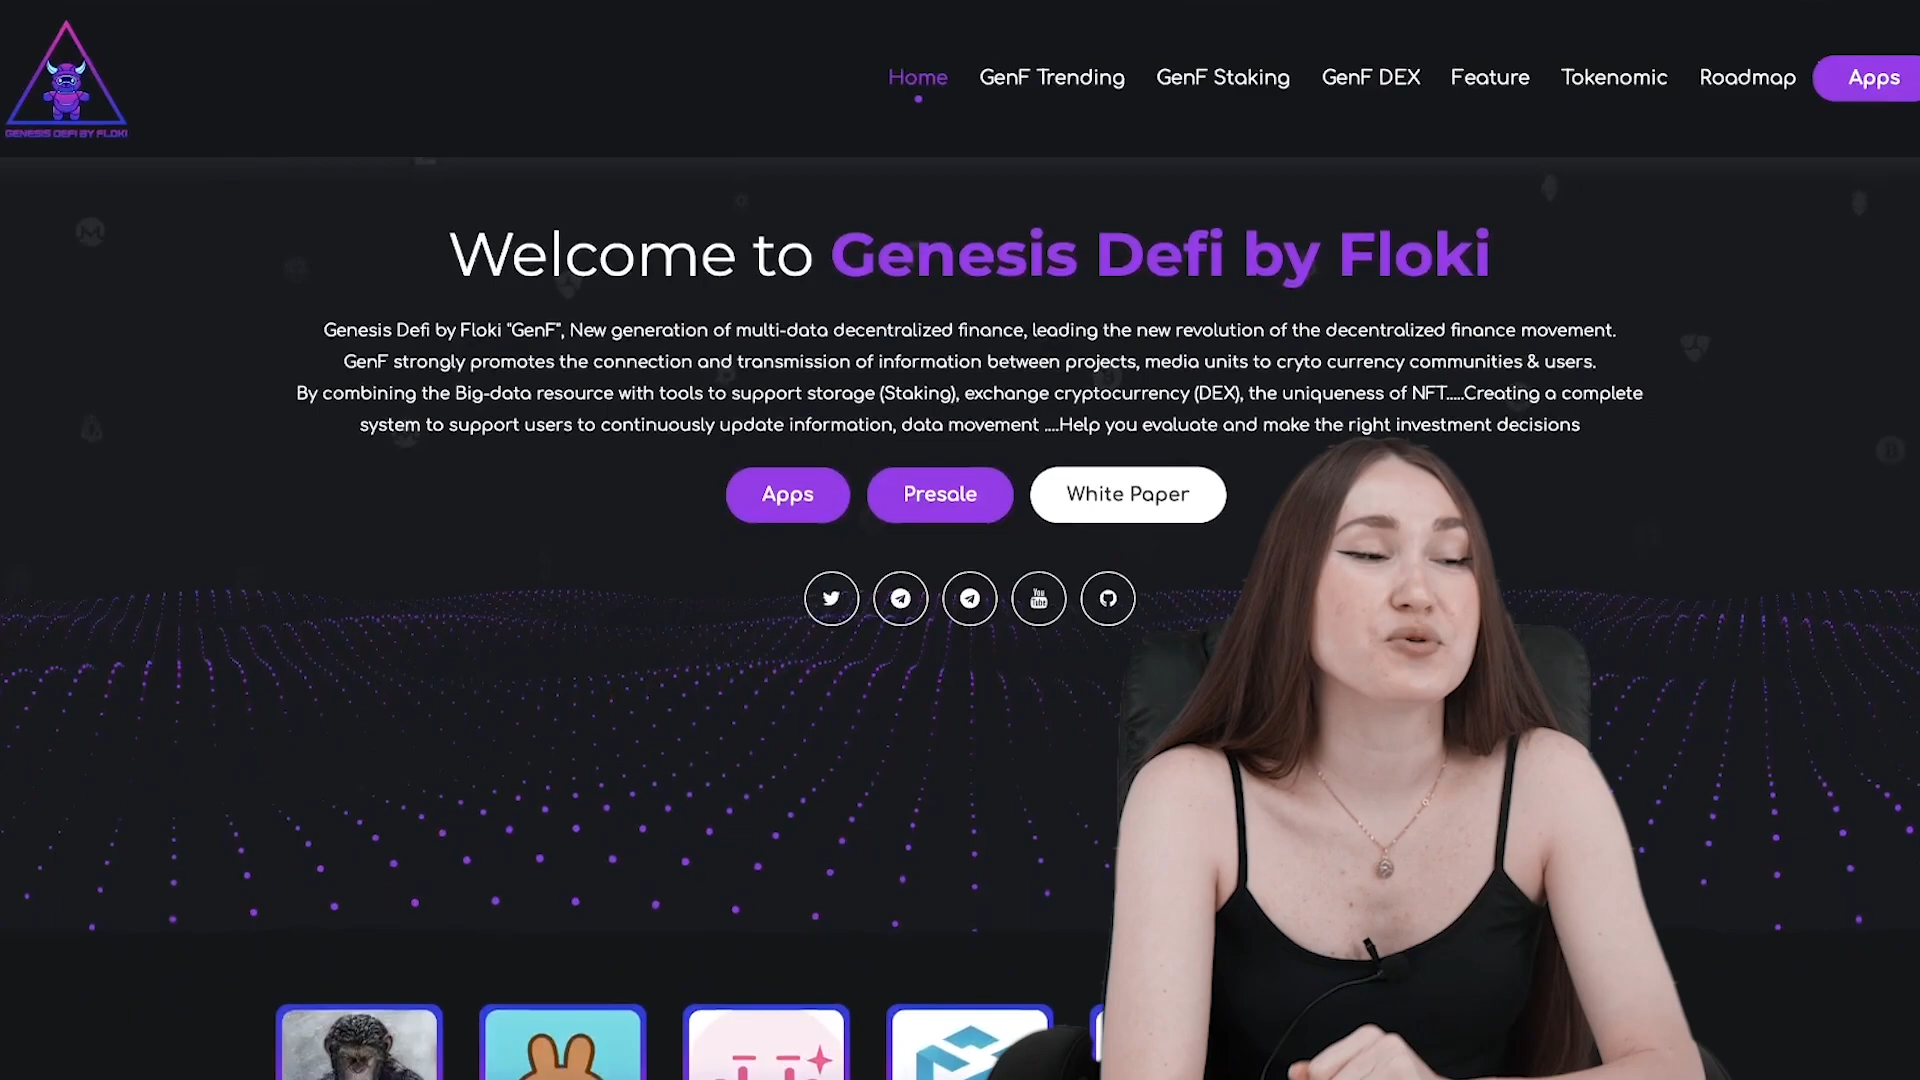 GENESIS DEFI BY FLOKI
Home
GenF Trending
GenF Staking
GenF DEX
Feature
Tokenomic
Roadmap
Apps
Welcome to Genesis Defi by Floki
Genesis Defi by Floki "GenF", New generation of multi-data decentralized finance, leading the new revolution of the decentralized finance movement.
GenF strongly promotes the connection and transmission of information between projects, media units to cryto currency communities & users.
By combining the Big-data resource with tools to support storage (Staking), exchange cryptocurrency (DEX), the uniqueness of NFT.....Creating a complete
system to support users to continuously update information, data movement ....Help you evaluate and make the right investment decisions
Apps
Presale
White Paper
You
Tube